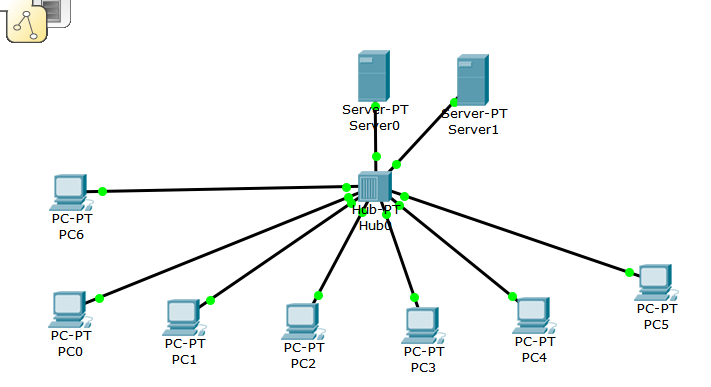 Server-PT
Server0
Server-PT
Server1
PC-PT
PC6
Hub-PT
Hub0
PC-PT
PC0
PC-PT
PC1
PC-PT
PC2
PC-PT
PC3
PC-PT
PC4
PC-PT
PC5